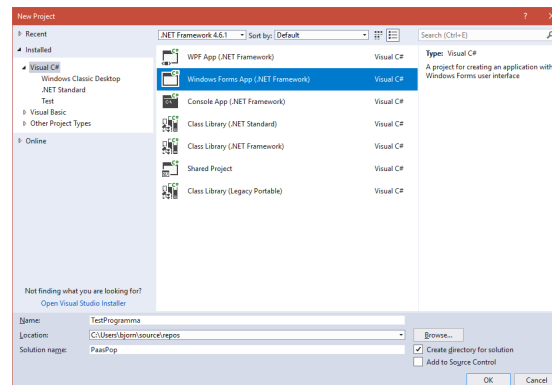 New Project
Recent
Installed
Visual C#
Windows Classic Desktop
.NET Standard
Test
Visual Basic
Other Project Types
Online
Not finding what you are looking for?
Open Visual Studio Installer
.NET Framework 4.6.1 Sort by: Default
WPF App (.NET Framework) Visual C#
Windows Forms App (.NET Framework) Visual C#
Console App (.NET Framework) Visual C#
Class Library (.NET Standard) Visual C#
Class Library (.NET Framework) Visual C#
Shared Project Visual C#
Class Library (Legacy Portable) Visual C#
Search (Ctrl+E)
Type: Visual C#
A project for creating an application with
Windows Forms user interface
Name: TestProgramma
Location: C:\Users\bjorn\source\repos
Browse...
Solution name: PaasPop
Create directory for solution
Add to Source Control
OK Cancel